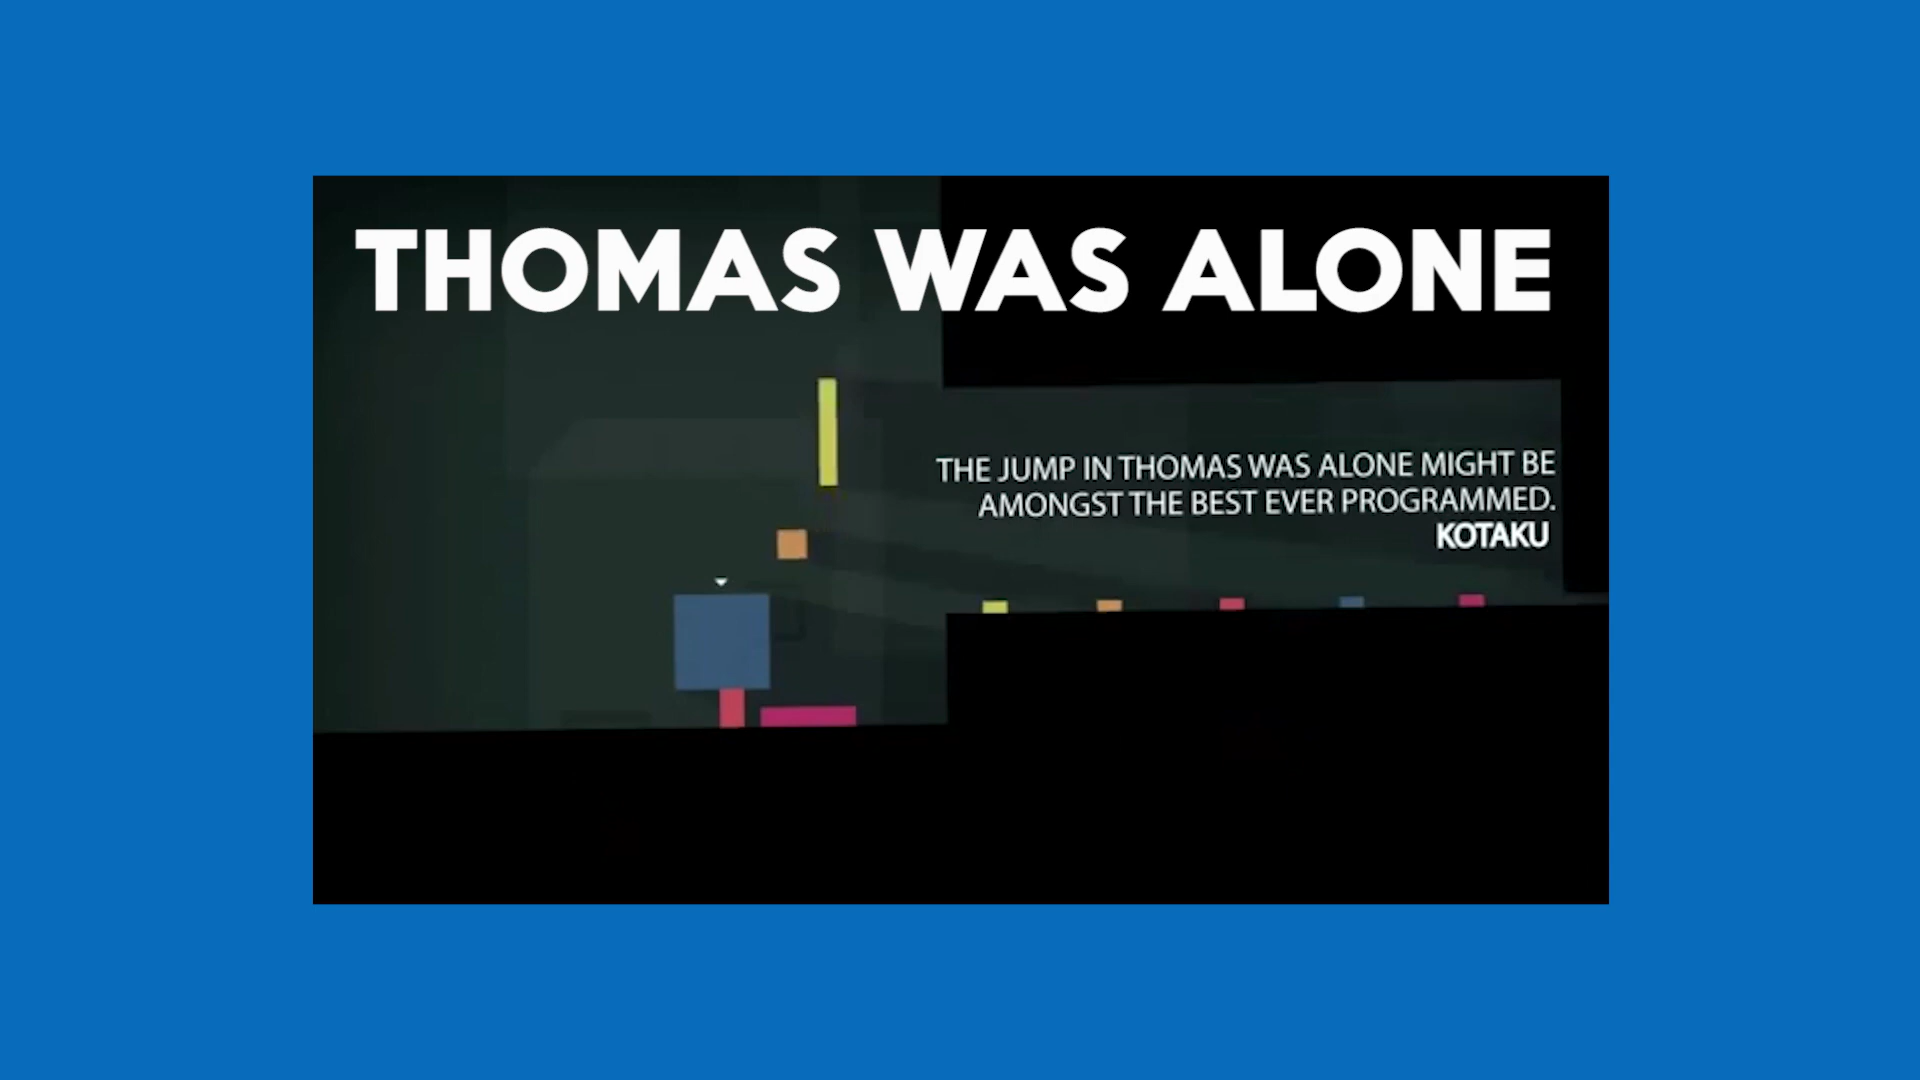 THOMAS WAS ALONE
THE JUMP IN THOMAS WAS ALONE MIGHT BE
AMONGST THE BEST EVER PROGRAMMED.
KOTAKU